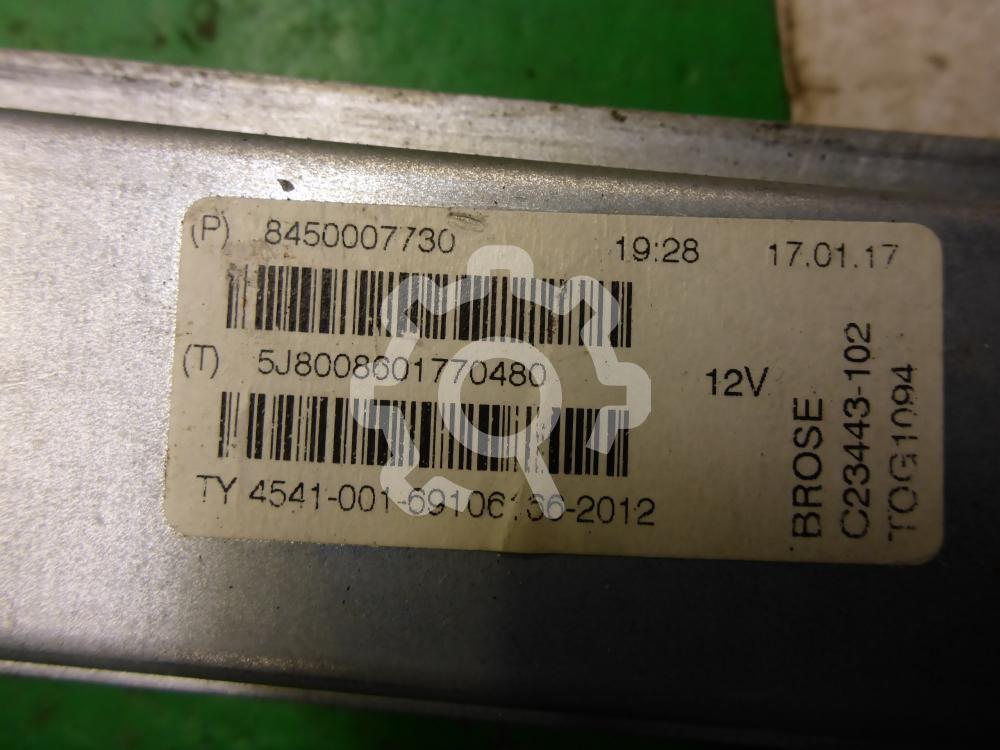 (P) 8450007730 19:28 17.01.17
(T) 5J8008601770480
12V
TY 4541-001-69106136-2012
BROSE
C23443-102
TOG1094